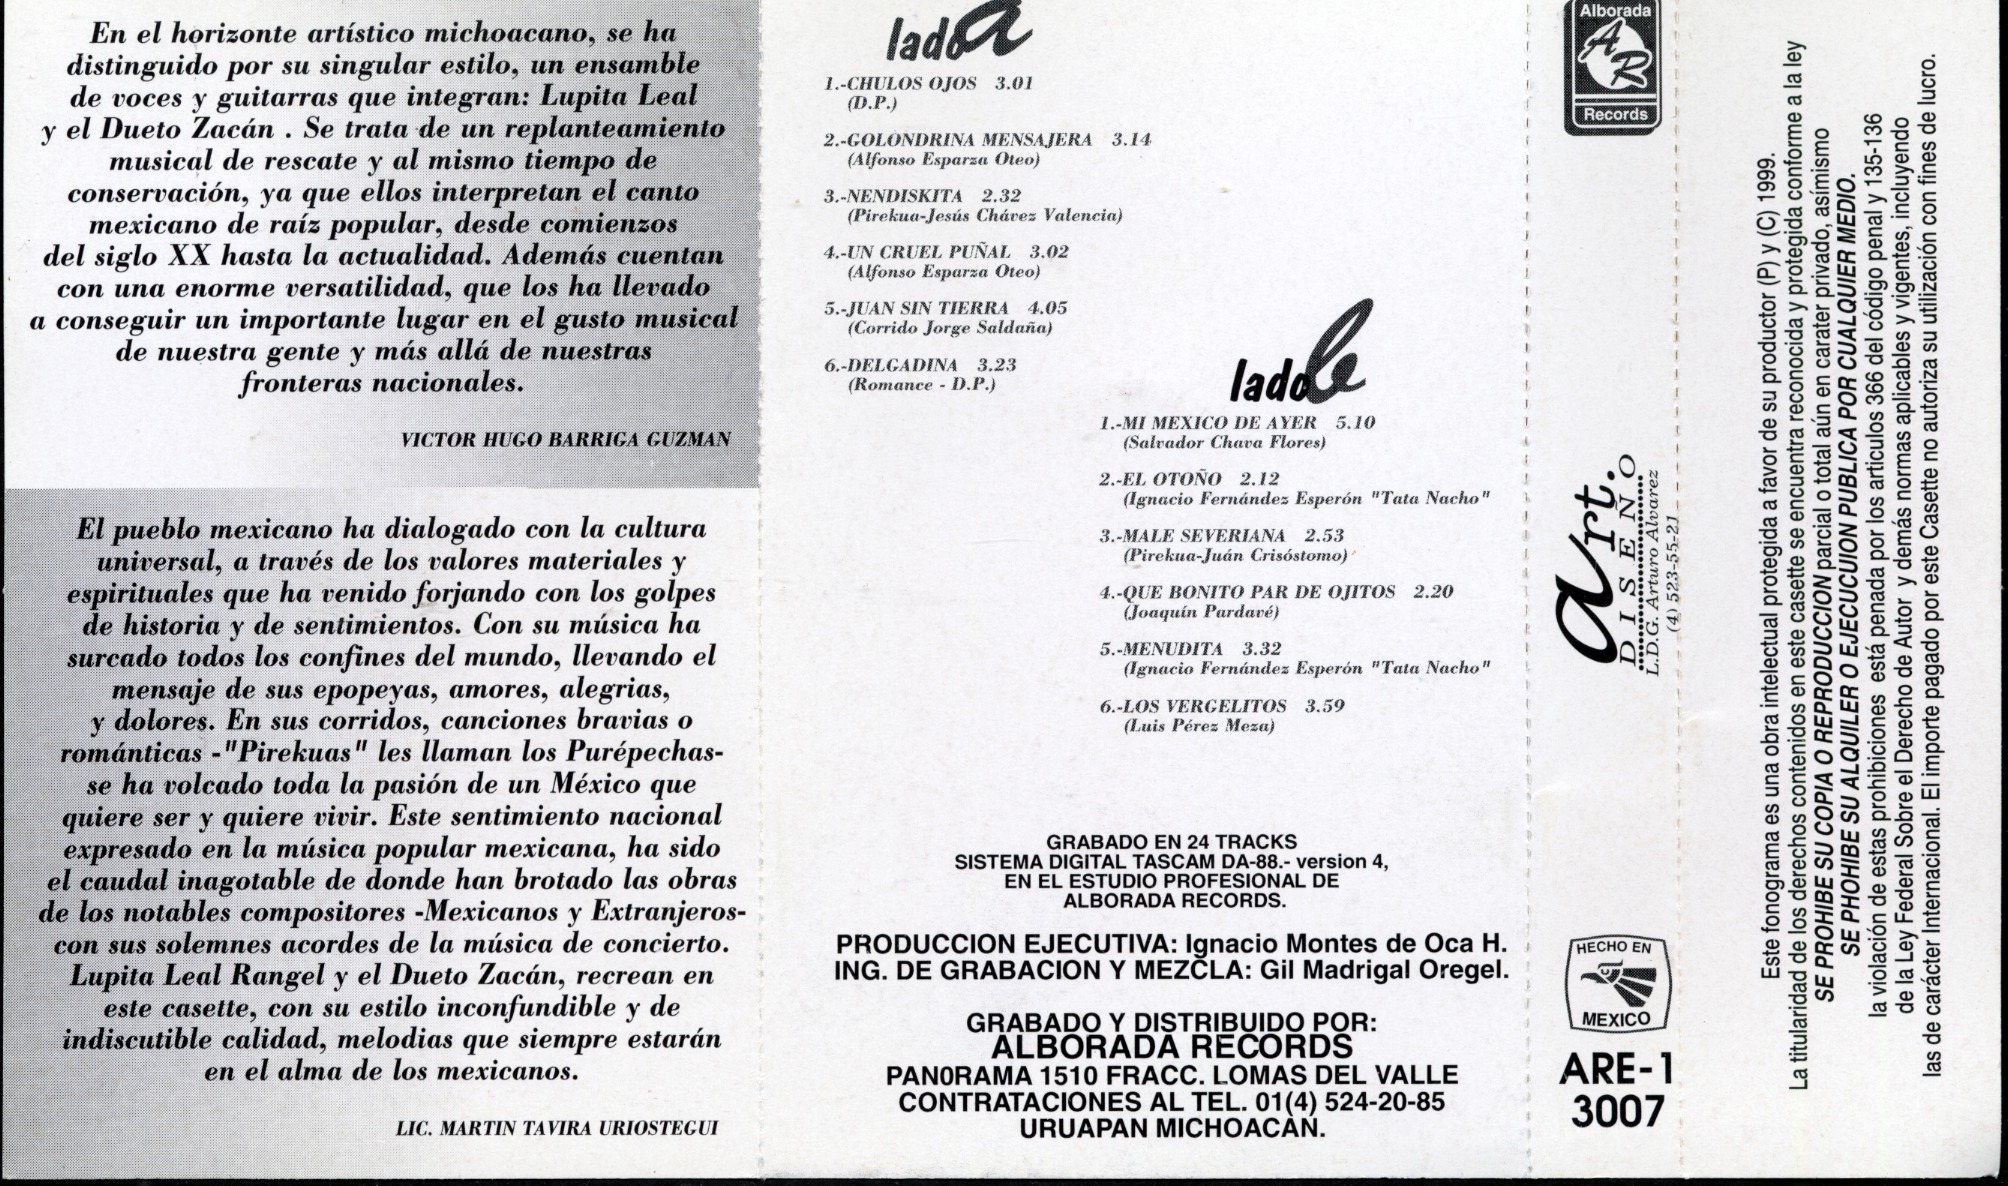 En el horizonte artístico michoacano, se ha
distinguido por su singular estilo, un ensamble
de voces y guitarras que integran: Lupita Leal
y el Dueto Zacán . Se trata de un replanteamiento
musical de rescate y al mismo tiempo de
conservación, ya que ellos interpretan el canto
mexicano de raíz popular, desde comienzos
del siglo XX hasta la actualidad. Además cuentan
con una enorme versatilidad, que los ha llevado
a conseguir un importante lugar en el gusto musical
de nuestra gente y más allá de nuestras
fronteras nacionales.
VICTOR HUGO BARRIGA GUZMAN
El pueblo mexicano ha dialogado con la cultura
universal, a través de los valores materiales y
espirituales que ha venido forjando con los golpes
de historia y de sentimientos. Con su música ha
surcado todos los confines del mundo, llevando el
mensaje de sus epopeyas, amores, alegrias,
y dolores. En sus corridos, canciones bravias o
románticas -"Pirekuas" les llaman los Purépechas-
se ha volcado toda la pasión de un México que
quiere ser y quiere vivir. Este sentimiento nacional
expresado en la música popular mexicana, ha sido
el caudal inagotable de donde han brotado las obras
de los notables compositores -Mexicanos y Extranjeros-
con sus solemnes acordes de la música de concierto.
Lupita Leal Rangel y el Dueto Zacán, recrean en
este casette, con su estilo inconfundible y de
indiscutible calidad, melodias que siempre estarán
en el alma de los mexicanos.
LIC. MARTIN TAVIRA URIOSTEGUI
lado a
1.-CHULOS OJOS 3.01
(D.P.)
2.-GOLONDRINA MENSAJERA 3.14
(Alfonso Esparza Oteo)
3.-NENDISKITA 2.32
(Pirekua-Jesús Chávez Valencia)
4.-UN CRUEL PUÑAL 3.02
(Alfonso Esparza Oteo)
5.-JUAN SIN TIERRA 4.05
(Corrido Jorge Saldaña)
6.-DELGADINA 3.23
(Romance - D.P.)
lado b
1.-MI MEXICO DE AYER 5.10
(Salvador Chava Flores)
2.-EL OTOÑO 2.12
(Ignacio Fernández Esperón "Tata Nacho"
3.-MALE SEVERIANA 2.53
(Pirekua-Juán Crisóstomo)
4.-QUE BONITO PAR DE OJITOS 2.20
(Joaquín Pardavé)
5.-MENUDITA 3.32
(Ignacio Fernández Esperón "Tata Nacho"
6.-LOS VERGELITOS 3.59
(Luis Pérez Meza)
GRABADO EN 24 TRACKS
SISTEMA DIGITAL TASCAM DA-88.- version 4,
EN EL ESTUDIO PROFESIONAL DE
ALBORADA RECORDS.
PRODUCCION EJECUTIVA: Ignacio Montes de Oca H.
ING. DE GRABACION Y MEZCLA: Gil Madrigal Oregel.
GRABADO Y DISTRIBUIDO POR:
ALBORADA RECORDS
PAN0RAMA 1510 FRACC. LOMAS DEL VALLE
CONTRATACIONES AL TEL. 01(4) 524-20-85
URUAPAN MICHOACAN.
Alborada
AR
Records
art.
DISEÑO
L.D.G. Arturo Alvarez
(4) 523-55-21
HECHO EN
MEXICO
ARE-1
3007
Este fonograma es una obra intelectual protegida a favor de su productor (P) y (C) 1999.
La titularidad de los derechos contenidos en este casette se encuentra reconocida y protegida conforme a la ley
SE PROHIBE SU COPIA O REPRODUCCION parcial o total aún en carater privado, asimismo
SE PHOHIBE SU ALQUILER O EJECUCION PUBLICA POR CUALQUIER MEDIO.
la violación de estas prohibiciones está penada por los articulos 366 del código penal y 135-136
de la Ley Federal Sobre el Derecho de Autor y demás normas aplicables y vigentes, incluyendo
las de carácter Internacional. El importe pagado por este Casette no autoriza su utilización con fines de lucro.